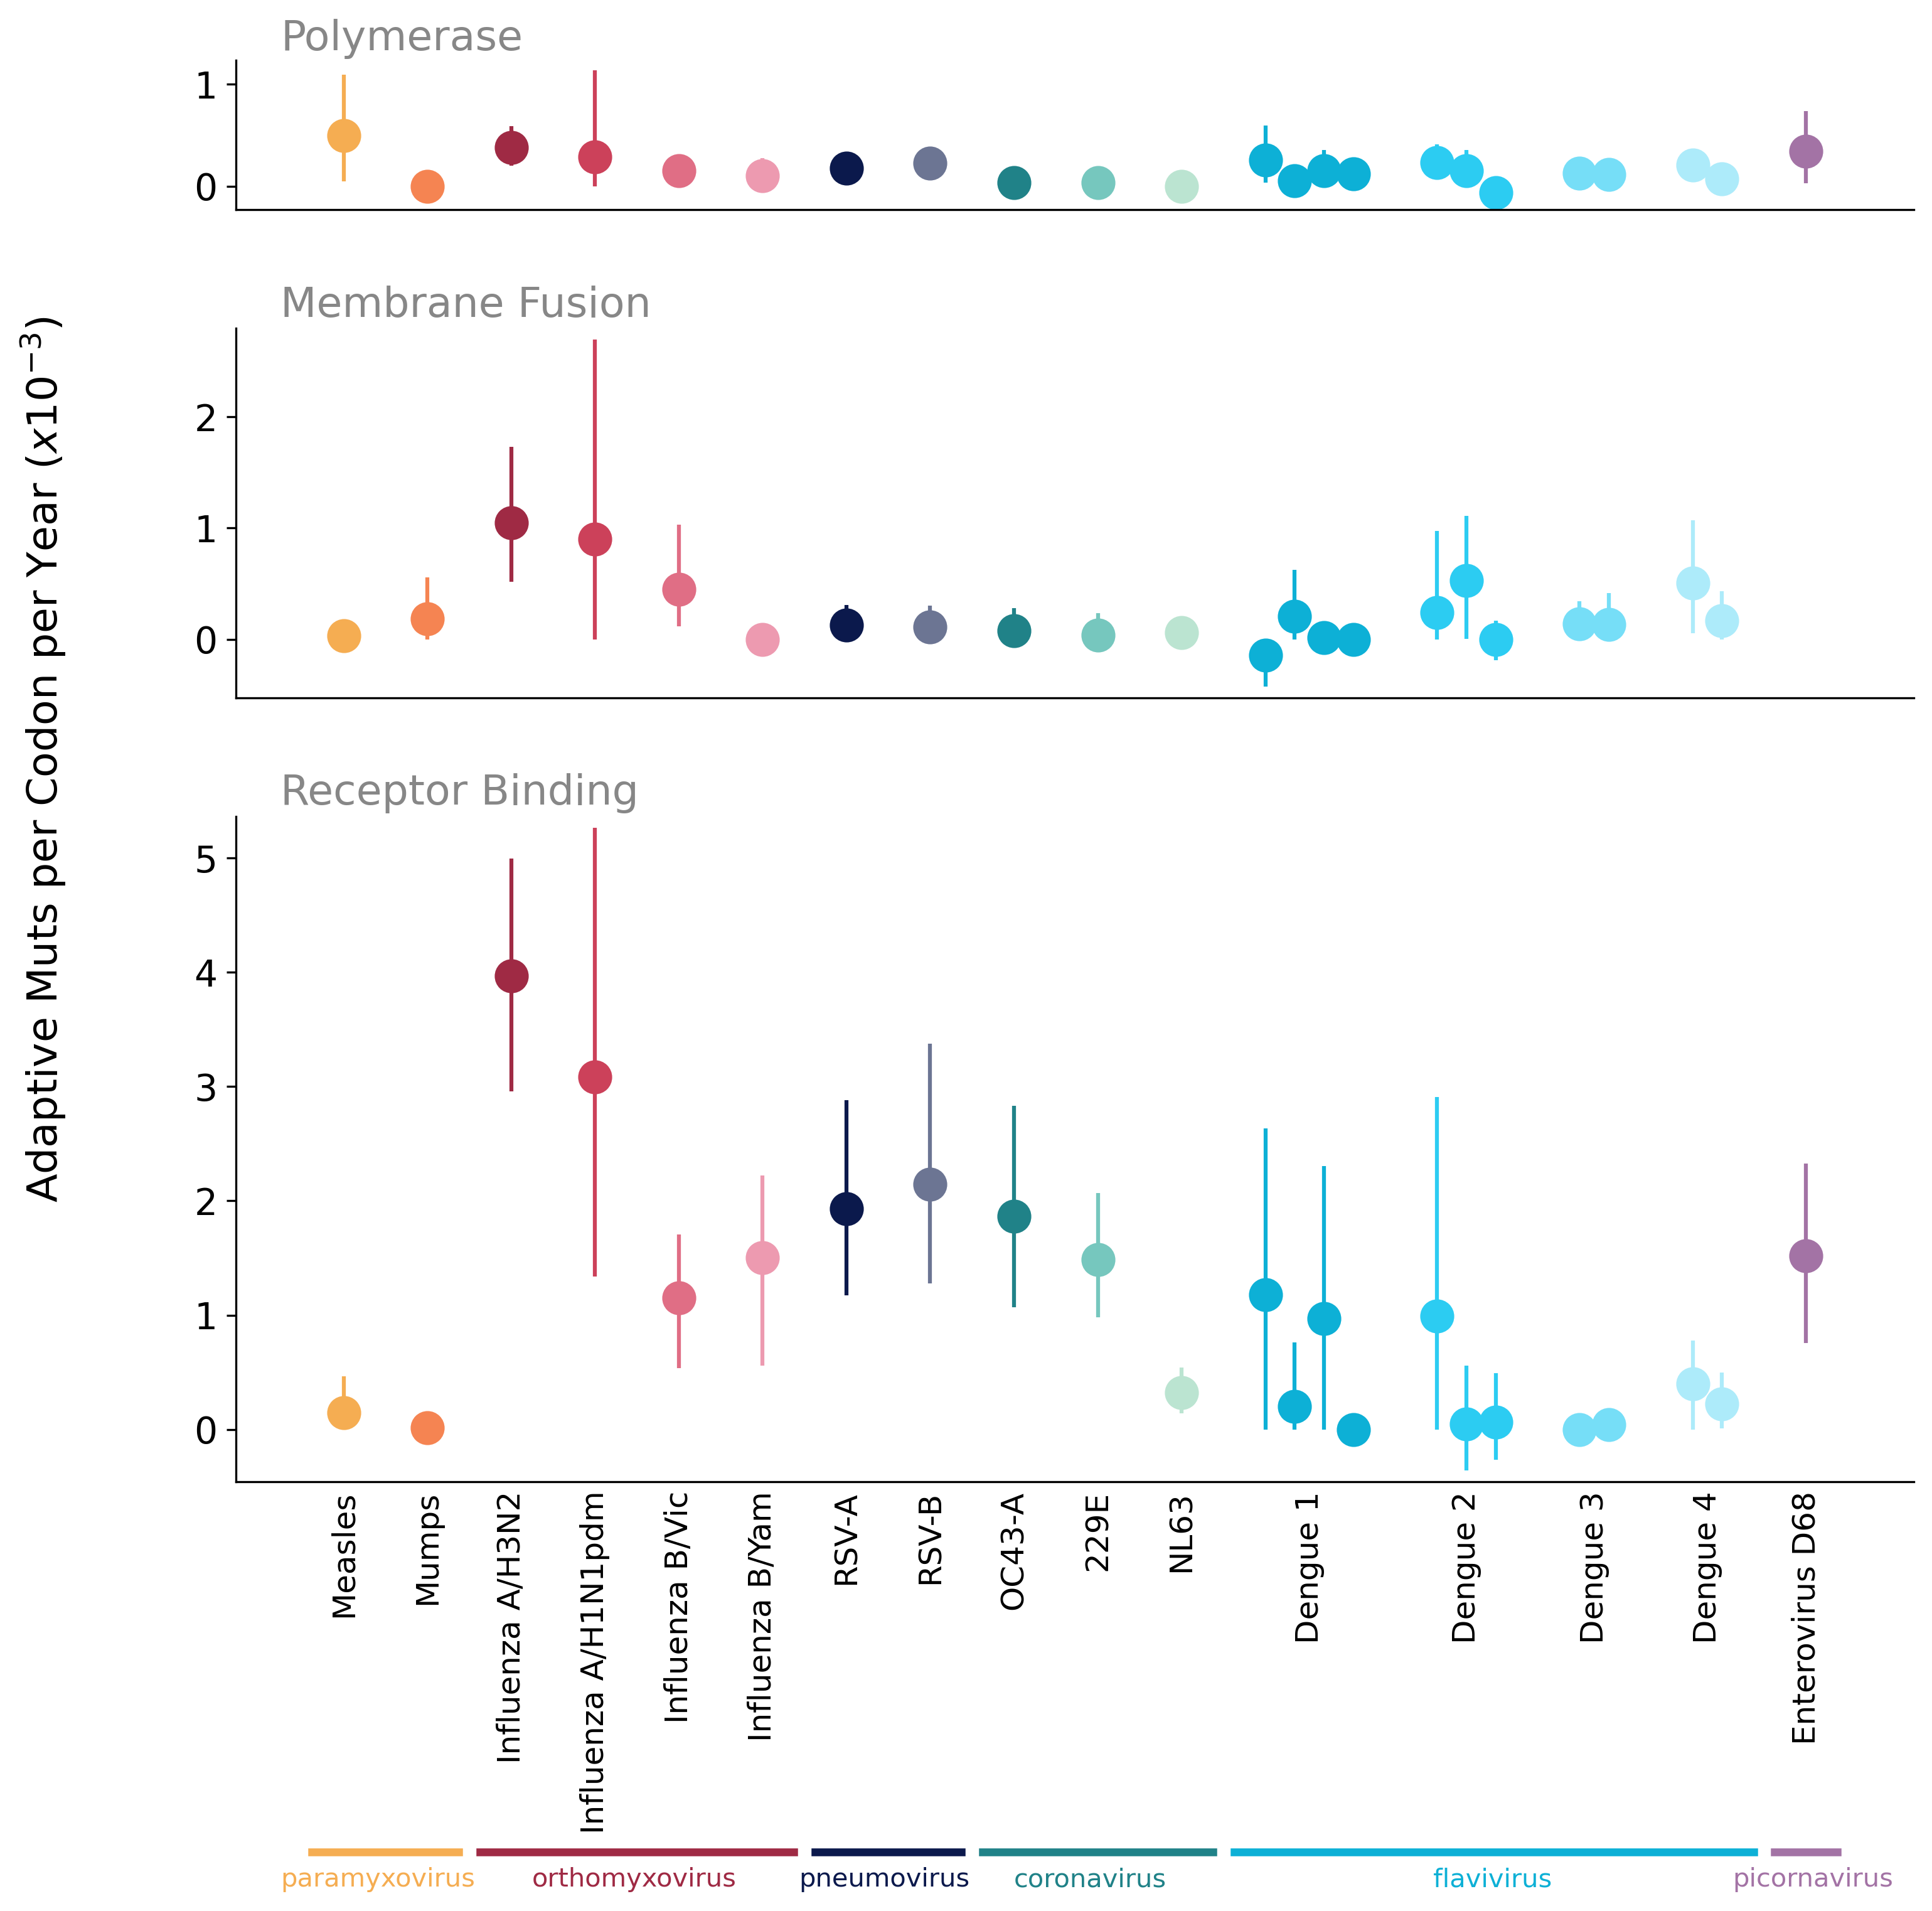 Polymerase
1
0
Membrane Fusion
2
1
0
Receptor Binding
5
4
3
2
1
0
Adaptive Muts per Codon per Year (x10⁻³)
Measles
Mumps
Influenza A/H3N2
Influenza A/H1N1pdm
Influenza B/Vic
Influenza B/Yam
RSV-A
RSV-B
OC43-A
229E
NL63
Dengue 1
Dengue 2
Dengue 3
Dengue 4
Enterovirus D68
paramyxovirus
orthomyxovirus
pneumovirus
coronavirus
flavivirus
picornavirus